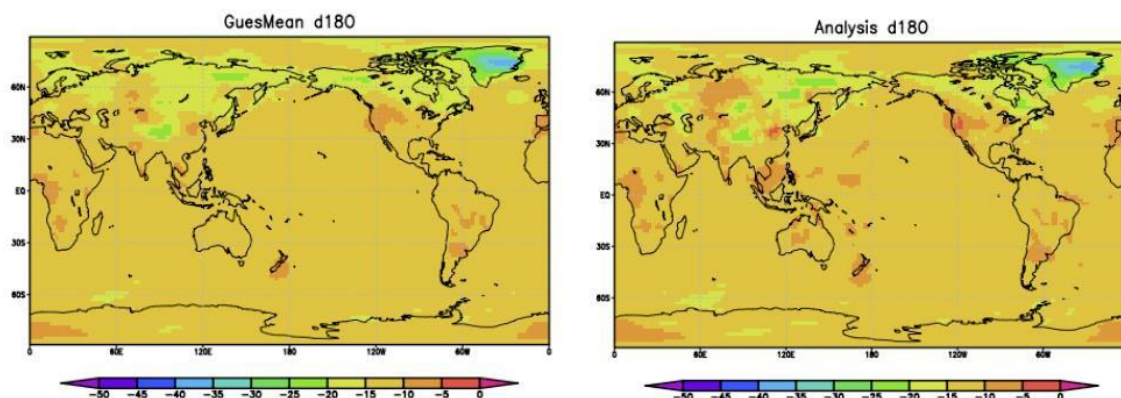 GuesMean d180
60N
30N
EQ
30S
60S
0 60E 120E 180 120W 60W 0
-50 -45 -40 -35 -30 -25 -20 -15 -10 -5 0
Analysis d180
60N
30N
EQ
30S
60S
0 60E 120E 180 120W 60W
-50 -45 -40 -35 -30 -25 -20 -15 -10 -5 0